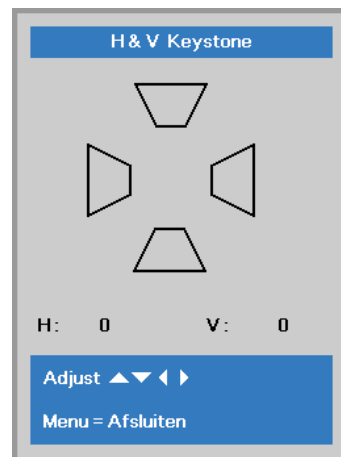 H & V Keystone
H: 0 V: 0
Adjust ▲▼◀▶
Menu = Afsluiten